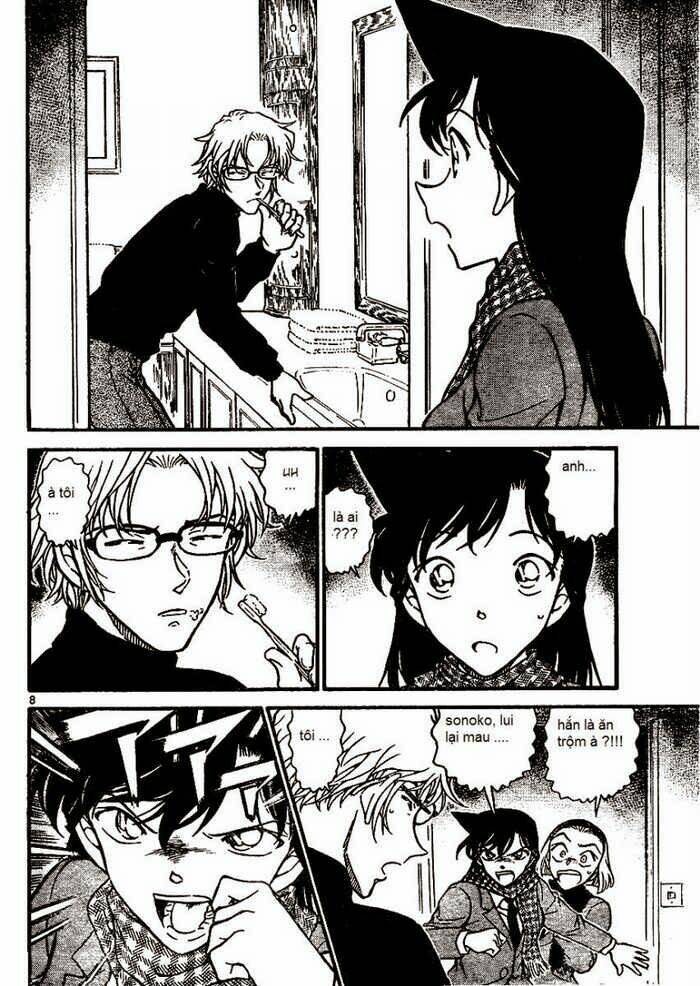 anh...
là ai
???
uH
...
à tôi
...
8
hắn là ăn
trộm à ?!!!
sonoko, lui
lại mau ....
tôi ...